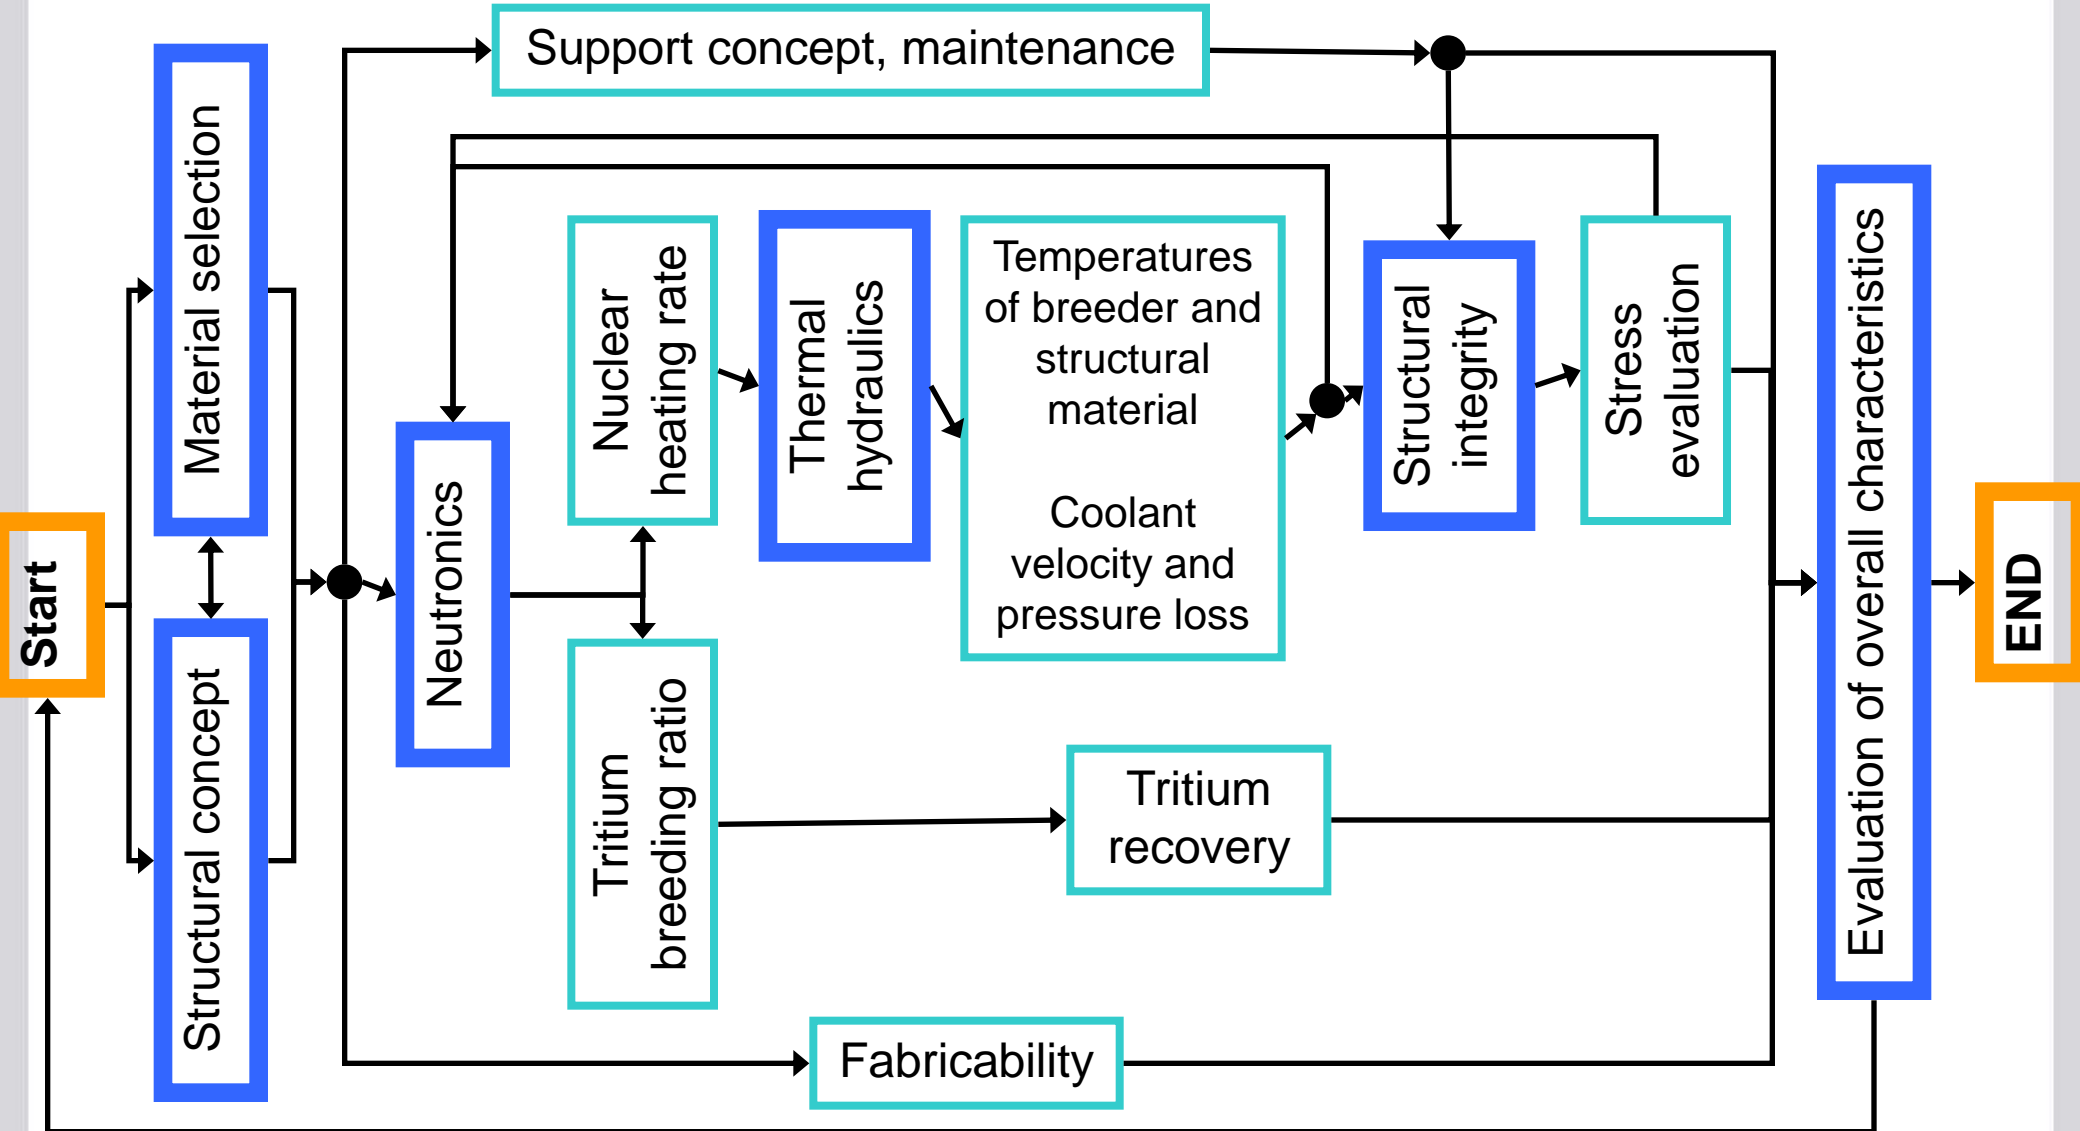 Support concept, maintenance
Start
Material selection
Structural concept
Neutronics
Nuclear
heating rate
Tritium
breeding ratio
Thermal
hydraulics
Temperatures
of breeder and
structural
material
Coolant
velocity and
pressure loss
Structural
integrity
Stress
evaluation
Tritium
recovery
Fabricability
Evaluation of overall characteristics
END